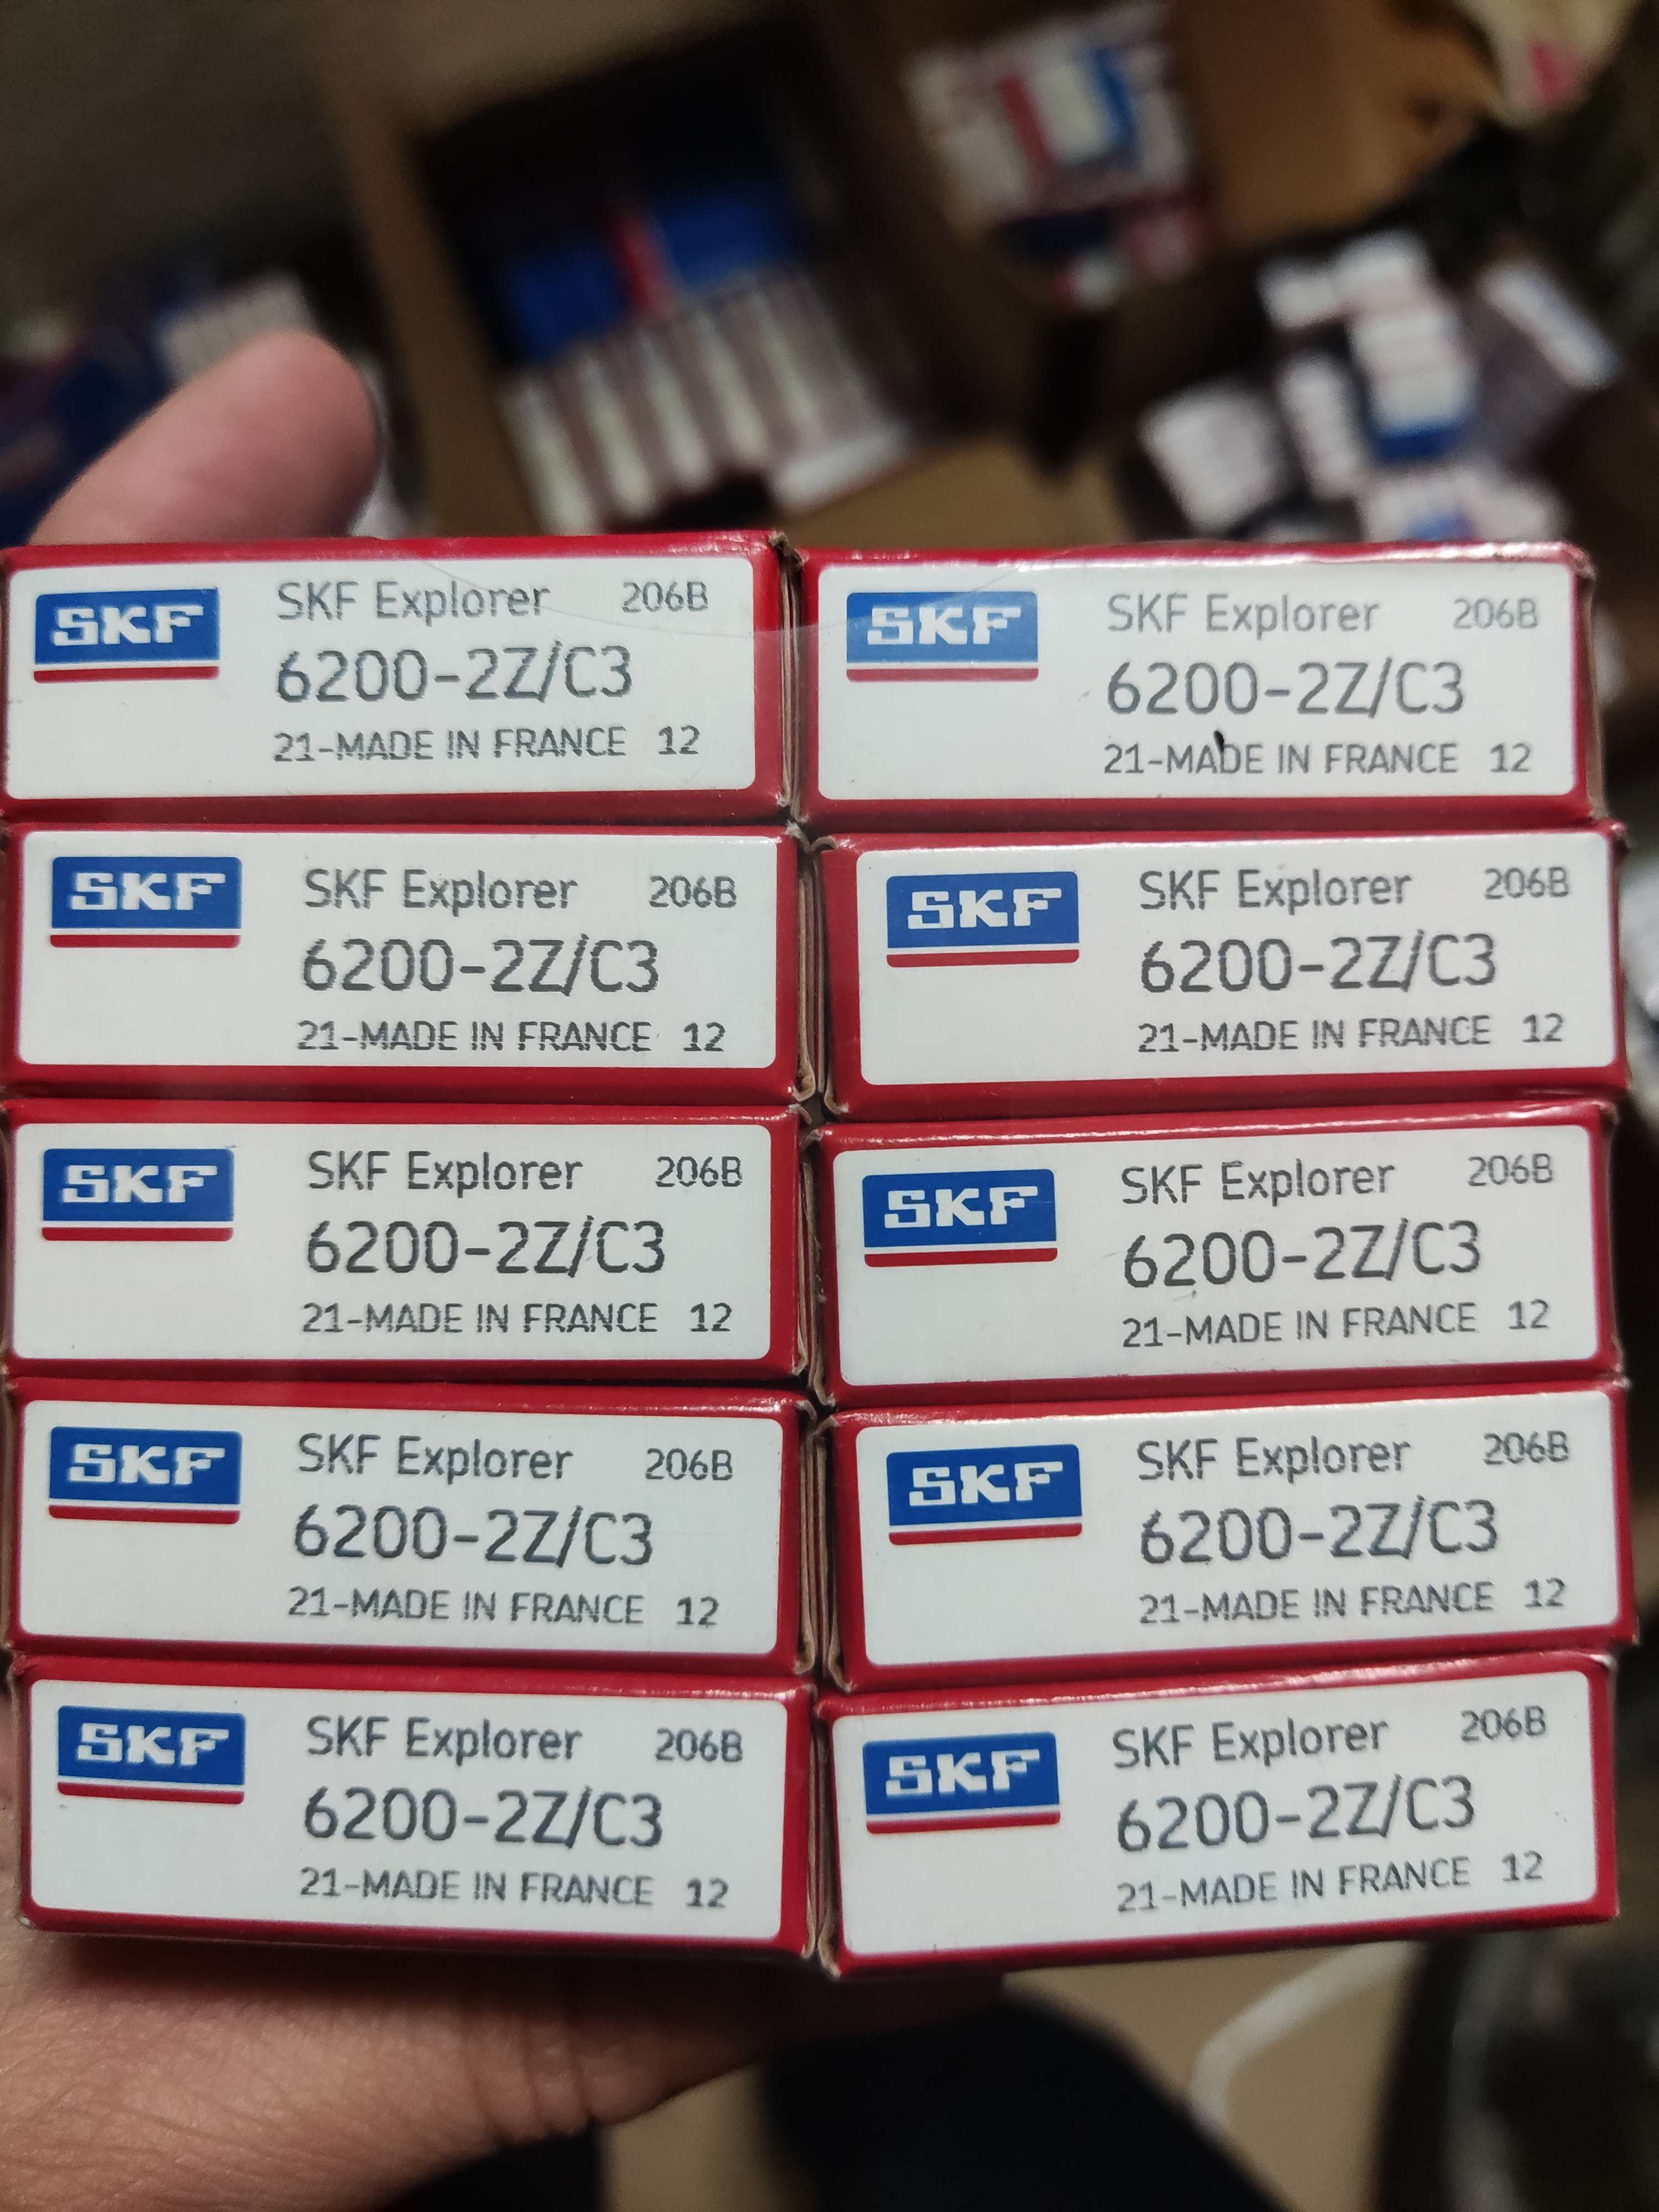 SKF SKF Explorer 206B
6200-2Z/C3
21-MADE IN FRANCE 12
SKF SKF Explorer 206B
6200-2Z/C3
21-MADE IN FRANCE 12
SKF SKF Explorer 206B
6200-2Z/C3
21-MADE IN FRANCE 12
SKF SKF Explorer 206B
6200-2Z/C3
21-MADE IN FRANCE 12
SKF SKF Explorer 206B
6200-2Z/C3
21-MADE IN FRANCE 12
SKF SKF Explorer 206B
6200-2Z/C3
21-MADE IN FRANCE 12
SKF SKF Explorer 206B
6200-2Z/C3
21-MADE IN FRANCE 12
SKF SKF Explorer 206B
6200-2Z/C3
21-MADE IN FRANCE 12
SKF SKF Explorer 206B
6200-2Z/C3
21-MADE IN FRANCE 12
SKF SKF Explorer 206B
6200-2Z/C3
21-MADE IN FRANCE 12